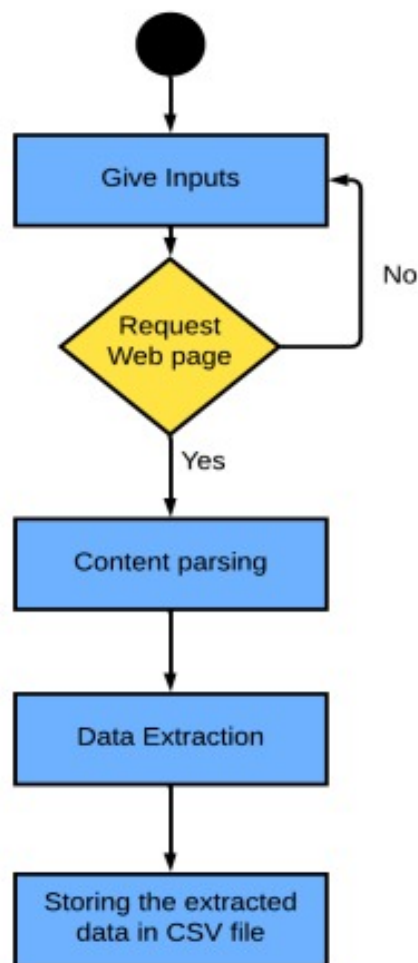 Give Inputs
No
Request
Web page
Yes
Content parsing
Data Extraction
Storing the extracted
data in CSV file